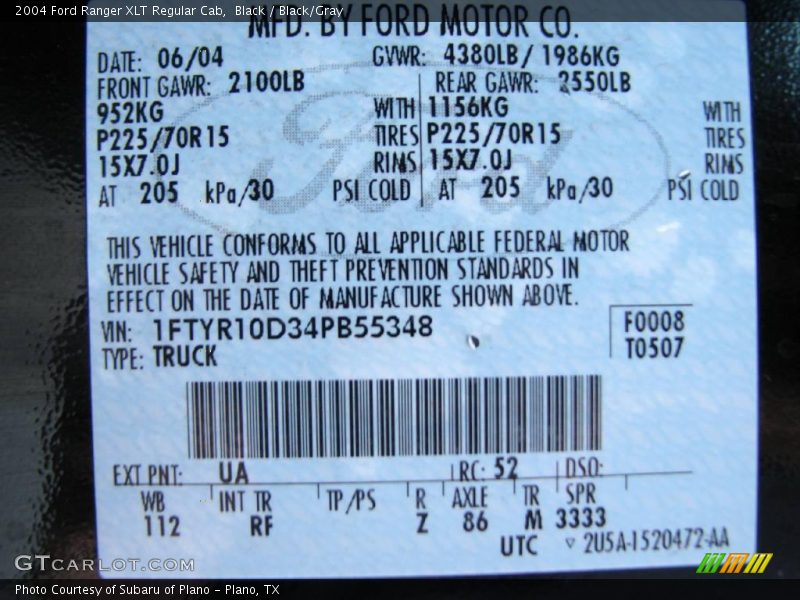 2004 Ford Ranger XLT Regular Cab, Black / Black/Gray
MFD. BY FORD MOTOR CO.
DATE: 06/04 GVWR: 4380LB/ 1986KG
FRONT GAWR: 2100LB REAR GAWR: 2550LB
952KG WITH 1156KG WITH
P225/70R15 TIRES P225/70R15 TIRES
15X7.0J RIMS 15X7.0J RIMS
AT 205 kPa/30 PSI COLD AT 205 kPa/30 PSI COLD
Ford
THIS VEHICLE CONFORMS TO ALL APPLICABLE FEDERAL MOTOR
VEHICLE SAFETY AND THEFT PREVENTION STANDARDS IN
EFFECT ON THE DATE OF MANUFACTURE SHOWN ABOVE.
VIN: 1FTYR10D34PB55348 F0008
TYPE: TRUCK T0507
EXT PNT: UA RC: 52 DSO:
WB INT TR TP/PS R AXLE TR SPR
112 RF Z 86 M 3333
UTC ▽ 2U5A-1520472-AA
GTCARLOT.COM
Photo Courtesy of Subaru of Plano - Plano, TX